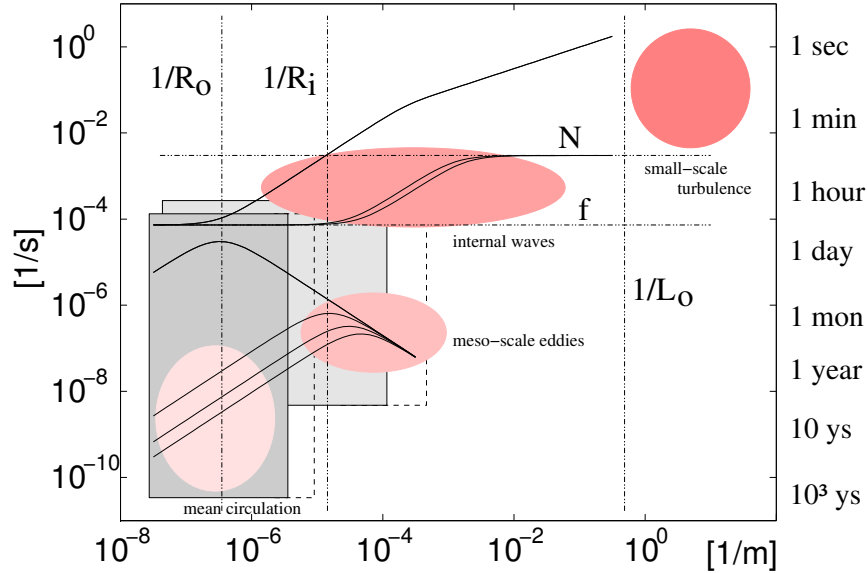 10⁰
10⁻²
10⁻⁴
10⁻⁶
10⁻⁸
10⁻¹⁰
[1/s]
1/Rₒ
1/Rᵢ
N
f
small−scale
turbulence
internal waves
1/Lₒ
meso−scale eddies
mean circulation
1 sec
1 min
1 hour
1 day
1 mon
1 year
10 ys
10³ ys
10⁻⁸
10⁻⁶
10⁻⁴
10⁻²
10⁰
[1/m]